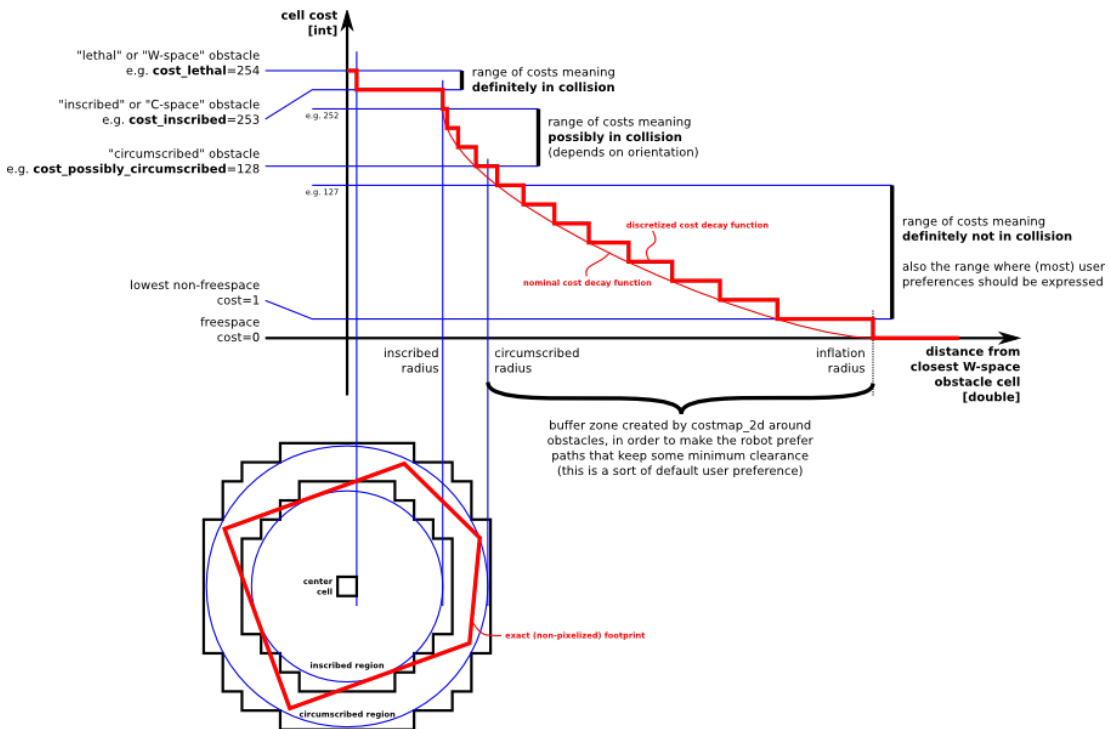 cell cost
[int]
"lethal" or "W-space" obstacle
e.g. cost_lethal=254
range of costs meaning
definitely in collision
"inscribed" or "C-space" obstacle
e.g. cost_inscribed=253
e.g. 252
range of costs meaning
possibly in collision
(depends on orientation)
"circumscribed" obstacle
e.g. cost_possibly_circumscribed=128
e.g. 127
discretized cost decay function
nominal cost decay function
range of costs meaning
definitely not in collision
also the range where (most) user
preferences should be expressed
lowest non-freespace
cost=1
freespace
cost=0
inscribed
radius
circumscribed
radius
inflation
radius
distance from
closest W-space
obstacle cell
[double]
buffer zone created by costmap_2d around
obstacles, in order to make the robot prefer
paths that keep some minimum clearance
(this is a sort of default user preference)
center
cell
exact (non-pixelized) footprint
inscribed region
circumscribed region